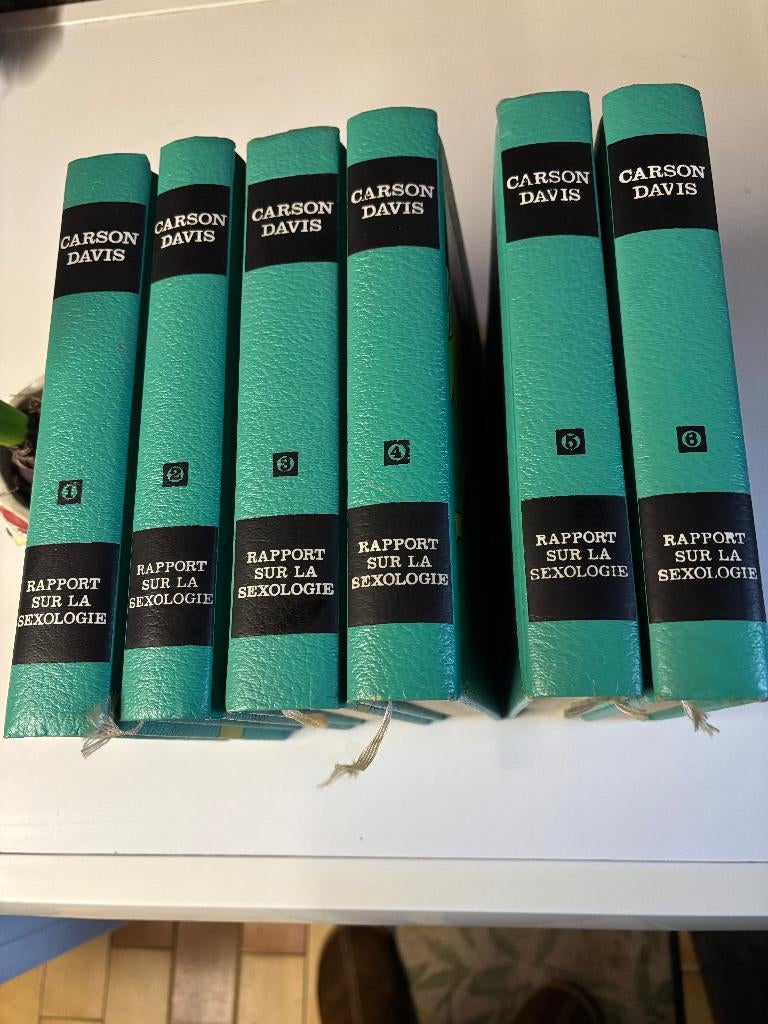 CARSON
DAVIS
1
RAPPORT
SUR LA
SEXOLOGIE
CARSON
DAVIS
2
RAPPORT
SUR LA
SEXOLOGIE
CARSON
DAVIS
3
RAPPORT
SUR LA
SEXOLOGIE
CARSON
DAVIS
4
RAPPORT
SUR LA
SEXOLOGIE
CARSON
DAVIS
5
RAPPORT
SUR LA
SEXOLOGIE
CARSON
DAVIS
6
RAPPORT
SUR LA
SEXOLOGIE